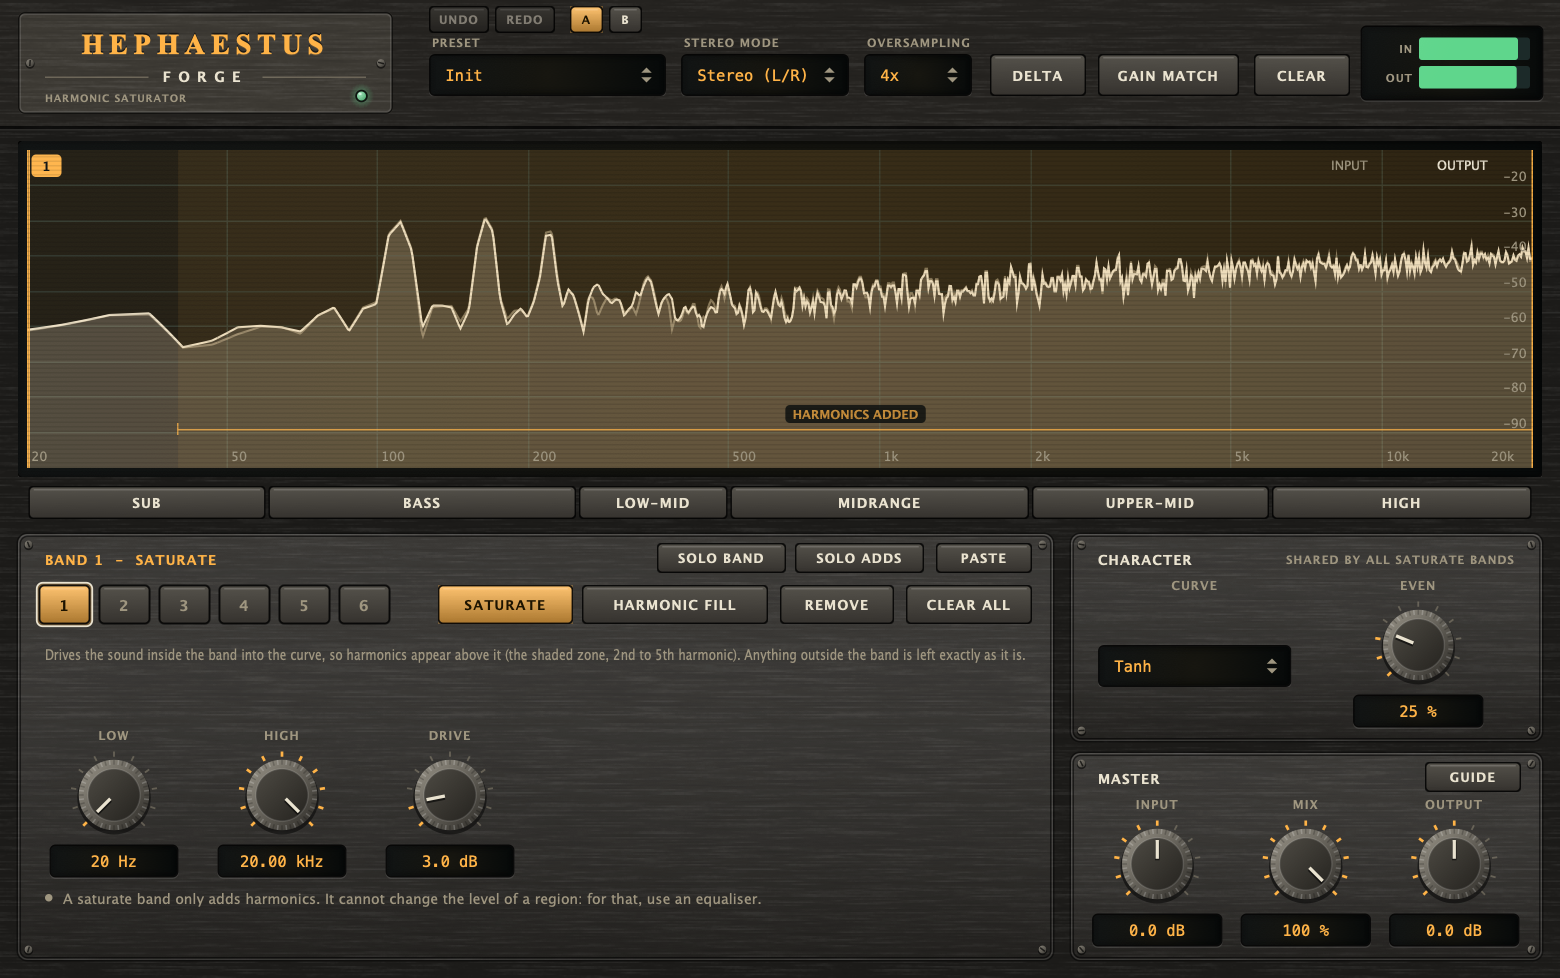 UNDO REDO A B
HEPHAESTUS
FORGE
HARMONIC SATURATOR
PRESET STEREO MODE OVERSAMPLING
Init Stereo (L/R) 4x DELTA GAIN MATCH CLEAR
IN
OUT
1 INPUT OUTPUT
-20
-30
-40
-50
-60
-70
-80
HARMONICS ADDED
-90
20 50 100 200 500 1k 2k 5k 10k 20k
SUB BASS LOW-MID MIDRANGE UPPER-MID HIGH
BAND 1 - SATURATE SOLO BAND SOLO ADDS PASTE
1 2 3 4 5 6 SATURATE HARMONIC FILL REMOVE CLEAR ALL
Drives the sound inside the band into the curve, so harmonics appear above it (the shaded zone, 2nd to 5th harmonic). Anything outside the band is left exactly as it is.
LOW HIGH DRIVE
20 Hz 20.00 kHz 3.0 dB
A saturate band only adds harmonics. It cannot change the level of a region: for that, use an equaliser.
CHARACTER SHARED BY ALL SATURATE BANDS
CURVE EVEN
Tanh
25 %
MASTER GUIDE
INPUT MIX OUTPUT
0.0 dB 100 % 0.0 dB